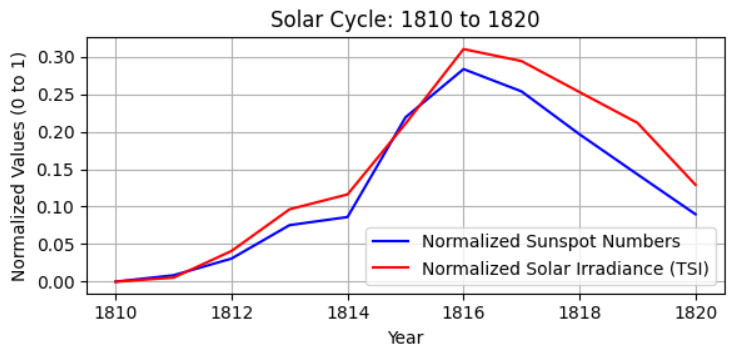 Solar Cycle: 1810 to 1820
Normalized Values (0 to 1)
0.30
0.25
0.20
0.15
0.10
0.05
0.00
Normalized Sunspot Numbers
Normalized Solar Irradiance (TSI)
1810 1812 1814 1816 1818 1820
Year